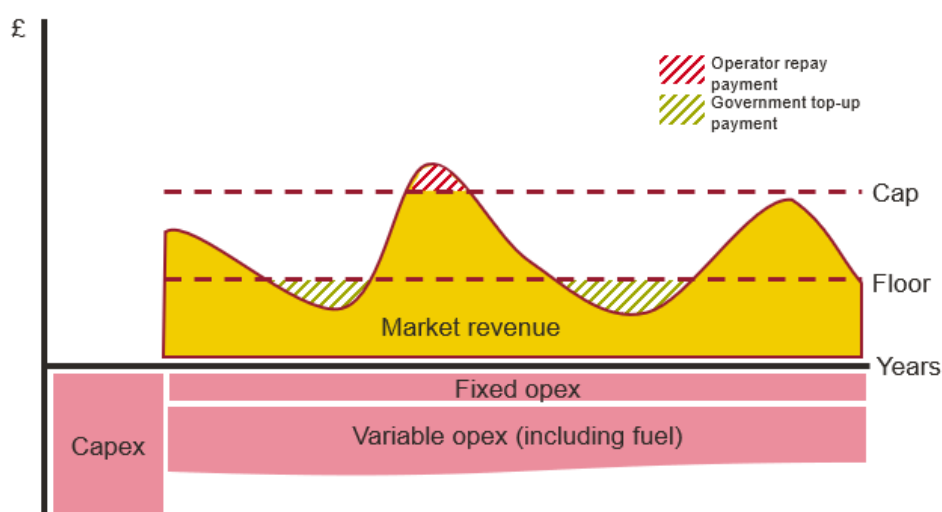 £
Operator repay
payment
Government top-up
payment
Cap
Floor
Market revenue
Years
Fixed opex
Capex
Variable opex (including fuel)